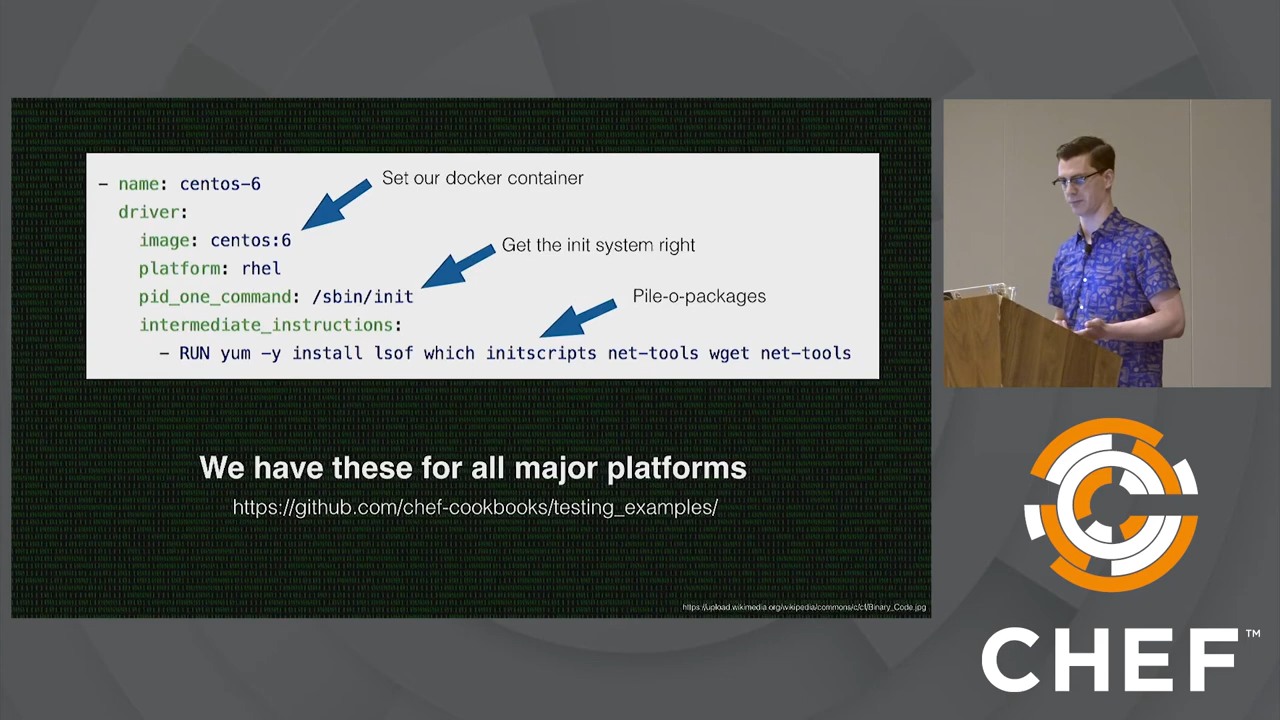 - name: centos-6
Set our docker container
driver:
image: centos:6
Get the init system right
platform: rhel
pid_one_command: /sbin/init
Pile-o-packages
intermediate_instructions:
- RUN yum -y install lsof which initscripts net-tools wget net-tools
We have these for all major platforms
https://github.com/chef-cookbooks/testing_examples/
https://upload.wikimedia.org/wikipedia/commons/c/cf/Binary_Code.jpg
CHEF™